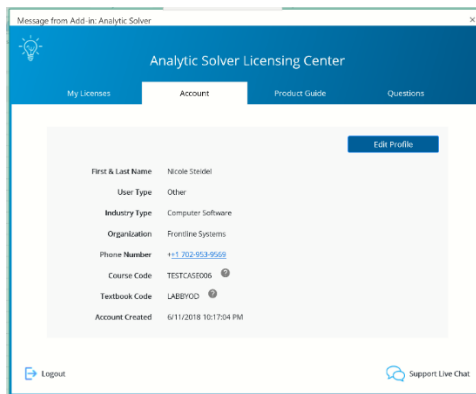 Message from Add-in: Analytic Solver
Analytic Solver Licensing Center
My Licenses Account Product Guide Questions
Edit Profile
First & Last Name Nicole Steidel
User Type Other
Industry Type Computer Software
Organization Frontline Systems
Phone Number ++1 702-953-9569
Course Code TESTCASE006
Textbook Code LABBYOD
Account Created 6/11/2018 10:17:04 PM
Logout Support Live Chat